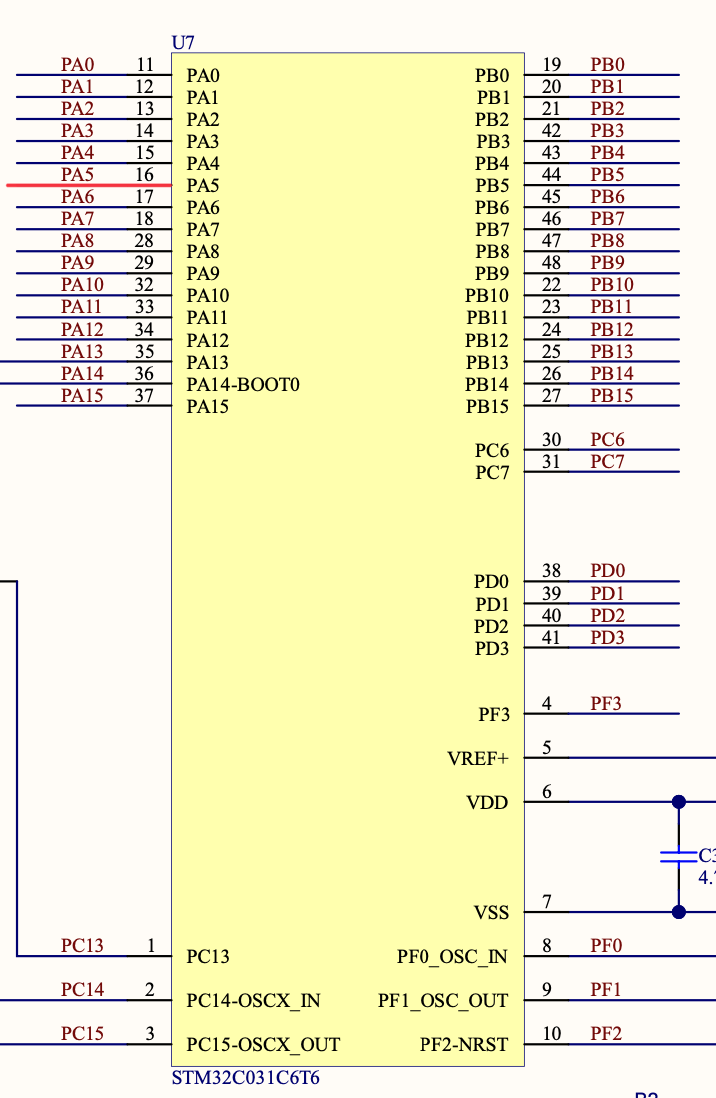 U7
PA0 11 PA0 PB0 19 PB0
PA1 12 PA1 PB1 20 PB1
PA2 13 PA2 PB2 21 PB2
PA3 14 PA3 PB3 42 PB3
PA4 15 PA4 PB4 43 PB4
PA5 16 PA5 PB5 44 PB5
PA6 17 PA6 PB6 45 PB6
PA7 18 PA7 PB7 46 PB7
PA8 28 PA8 PB8 47 PB8
PA9 29 PA9 PB9 48 PB9
PA10 32 PA10 PB10 22 PB10
PA11 33 PA11 PB11 23 PB11
PA12 34 PA12 PB12 24 PB12
PA13 35 PA13 PB13 25 PB13
PA14 36 PA14-BOOT0 PB14 26 PB14
PA15 37 PA15 PB15 27 PB15
PC6 30 PC6
PC7 31 PC7
PD0 38 PD0
PD1 39 PD1
PD2 40 PD2
PD3 41 PD3
PF3 4 PF3
VREF+ 5
VDD 6
VSS 7
PC13 1 PC13 PF0_OSC_IN 8 PF0
PC14 2 PC14-OSCX_IN PF1_OSC_OUT 9 PF1
PC15 3 PC15-OSCX_OUT PF2-NRST 10 PF2
STM32C031C6T6